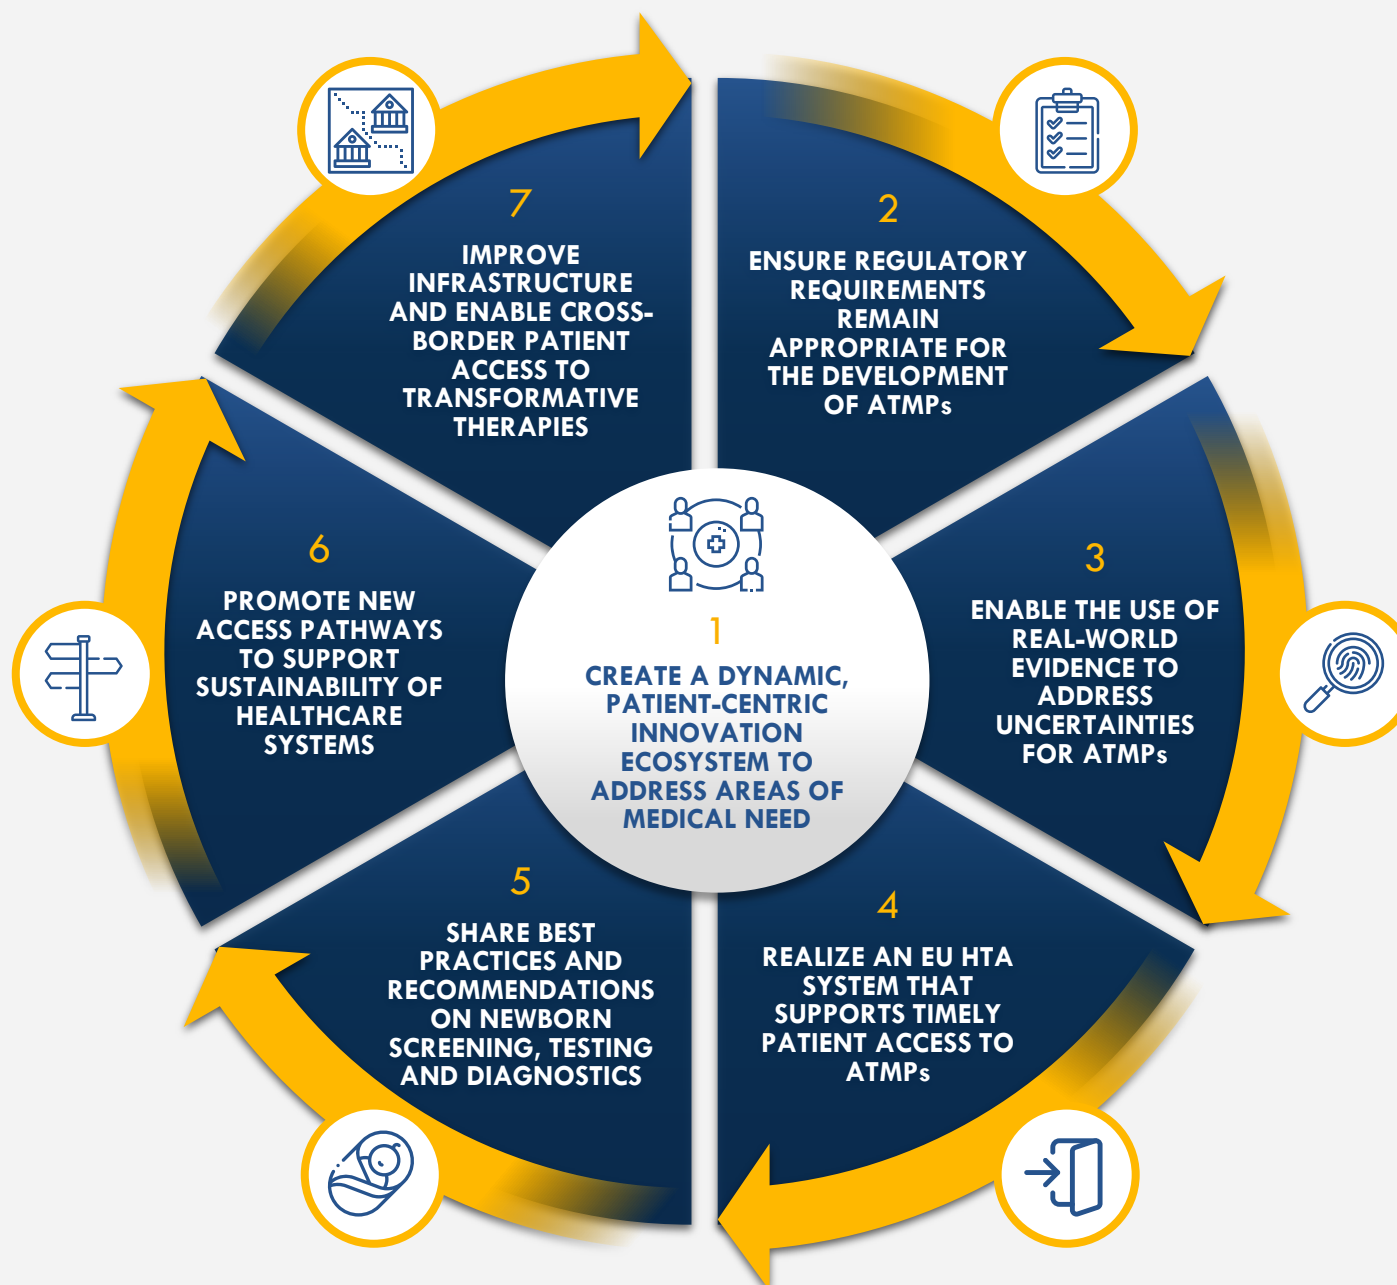 1
CREATE A DYNAMIC,
PATIENT-CENTRIC
INNOVATION
ECOSYSTEM TO
ADDRESS AREAS OF
MEDICAL NEED
2
ENSURE REGULATORY
REQUIREMENTS
REMAIN
APPROPRIATE FOR
THE DEVELOPMENT
OF ATMPs
3
ENABLE THE USE OF
REAL-WORLD
EVIDENCE TO
ADDRESS
UNCERTAINTIES
FOR ATMPs
4
REALIZE AN EU HTA
SYSTEM THAT
SUPPORTS TIMELY
PATIENT ACCESS TO
ATMPs
5
SHARE BEST
PRACTICES AND
RECOMMENDATIONS
ON NEWBORN
SCREENING, TESTING
AND DIAGNOSTICS
6
PROMOTE NEW
ACCESS PATHWAYS
TO SUPPORT
SUSTAINABILITY OF
HEALTHCARE
SYSTEMS
7
IMPROVE
INFRASTRUCTURE
AND ENABLE CROSS-
BORDER PATIENT
ACCESS TO
TRANSFORMATIVE
THERAPIES